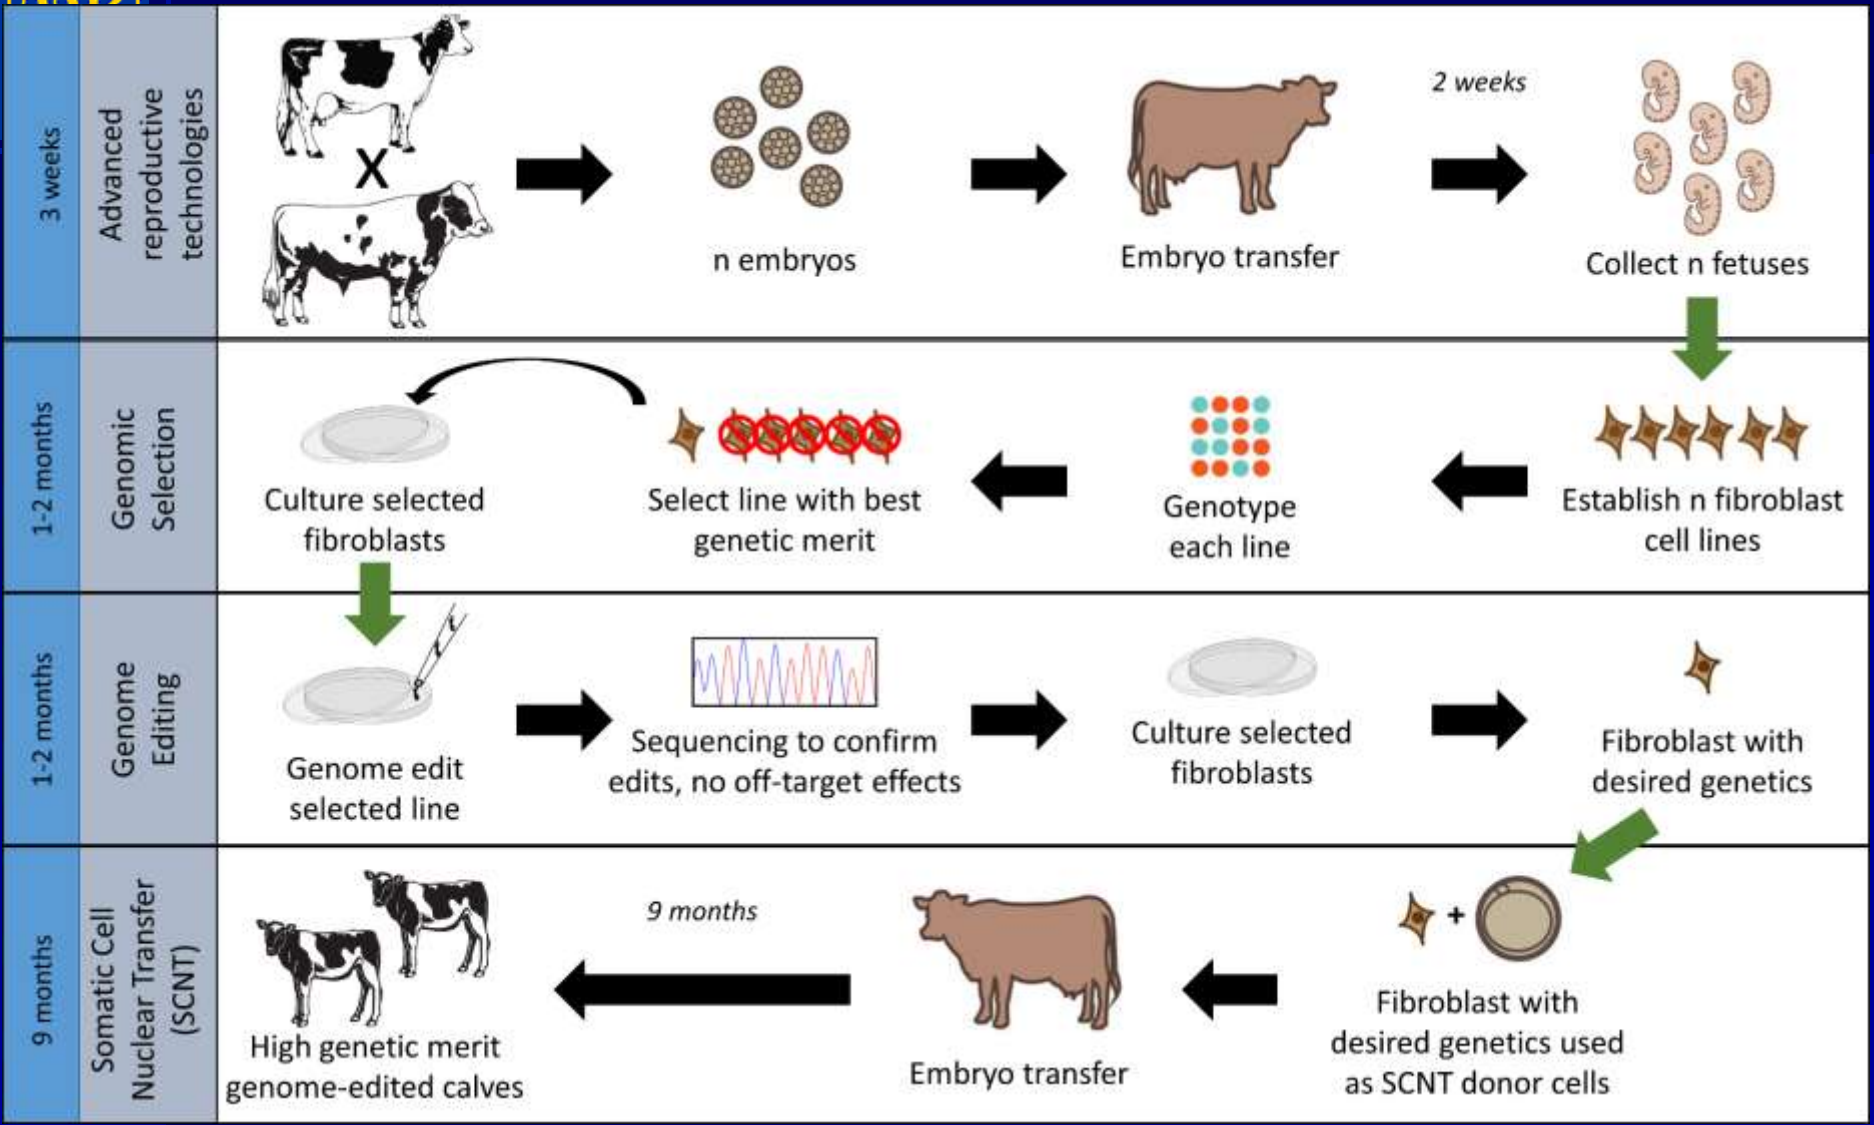 3 weeks
Advanced
reproductive
technologies
X
n embryos
Embryo transfer
2 weeks
Collect n fetuses
1-2 months
Genomic
Selection
Culture selected
fibroblasts
Select line with best
genetic merit
Genotype
each line
Establish n fibroblast
cell lines
1-2 months
Genome
Editing
Genome edit
selected line
Sequencing to confirm
edits, no off-target effects
Culture selected
fibroblasts
Fibroblast with
desired genetics
9 months
Somatic Cell
Nuclear Transfer
(SCNT)
High genetic merit
genome-edited calves
9 months
Embryo transfer
+
Fibroblast with
desired genetics used
as SCNT donor cells